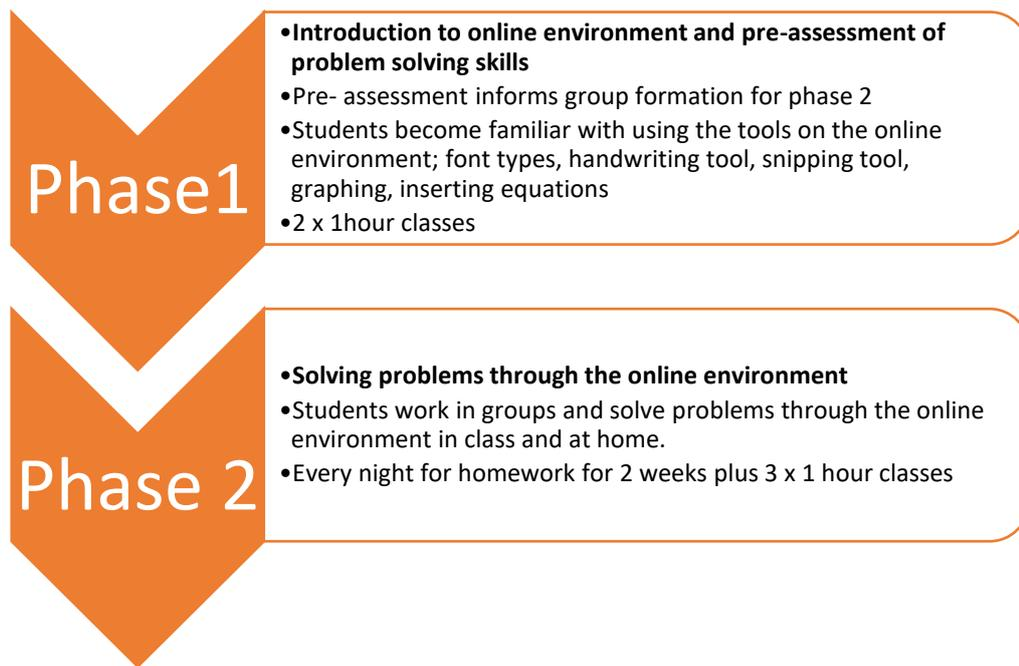 Phase1
•Introduction to online environment and pre-assessment of
problem solving skills
•Pre- assessment informs group formation for phase 2
•Students become familiar with using the tools on the online
environment; font types, handwriting tool, snipping tool,
graphing, inserting equations
•2 x 1hour classes
Phase 2
•Solving problems through the online environment
•Students work in groups and solve problems through the online
environment in class and at home.
•Every night for homework for 2 weeks plus 3 x 1 hour classes